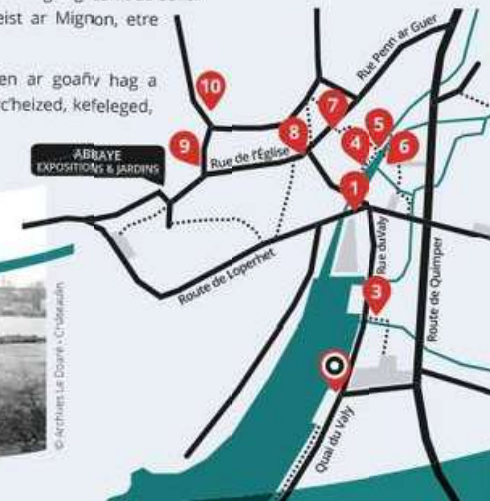 eist ar Mignon, etre
en ar goañv hag a
c'heized, kefeleged,
ABBAYE
EXPOSITIONS & JARDINS
Rue Penn ar Guer
10
7
5
9
8
4
6
Rue de l'Église
1
Route de Loperhet
Rue du Valy
3
Route de Quimper
Quai du Valy
© Archives Le Doaré - Châteaulin